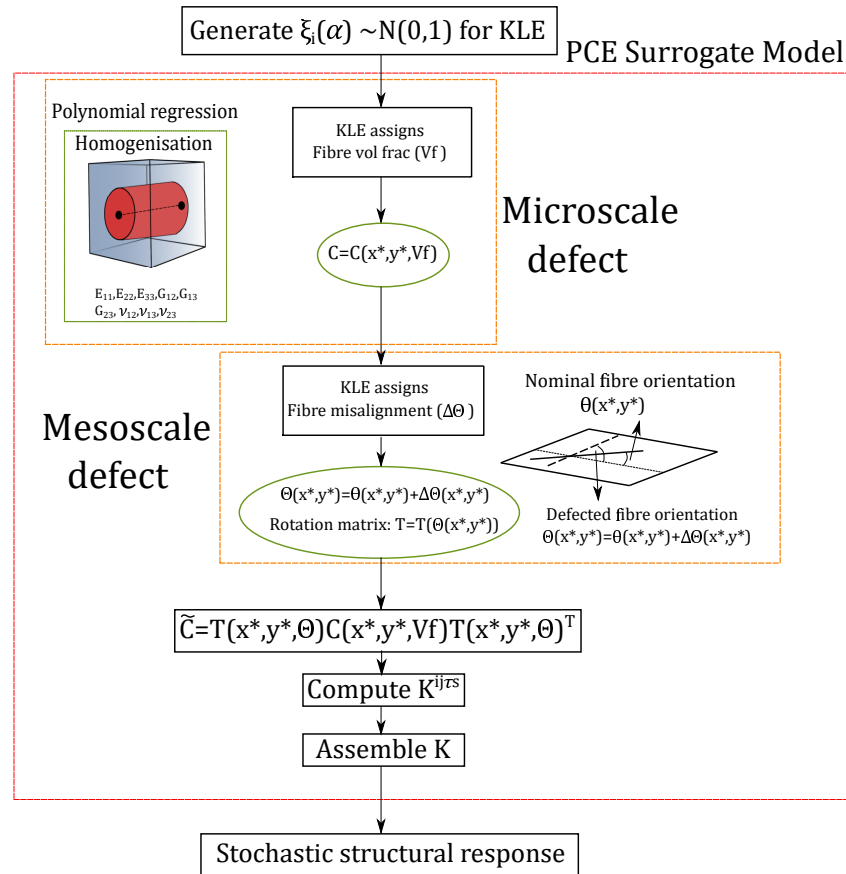 Generate ξᵢ(α) ~N(0,1) for KLE
PCE Surrogate Model
Polynomial regression
Homogenisation
E₁₁,E₂₂,E₃₃,G₁₂,G₁₃
G₂₃, ν₁₂,ν₁₃,ν₂₃
KLE assigns
Fibre vol frac (Vf)
C=C(x*,y*,Vf)
Microscale
defect
Mesoscale
defect
KLE assigns
Fibre misalignment (ΔΘ)
Θ(x*,y*)=θ(x*,y*)+ΔΘ(x*,y*)
Rotation matrix: T=T(Θ(x*,y*))
Nominal fibre orientation
θ(x*,y*)
Defected fibre orientation
Θ(x*,y*)=θ(x*,y*)+ΔΘ(x*,y*)
C̃=T(x*,y*,Θ)C(x*,y*,Vf)T(x*,y*,Θ)ᵀ
Compute Kⁱʲᵗˢ
Assemble K
Stochastic structural response